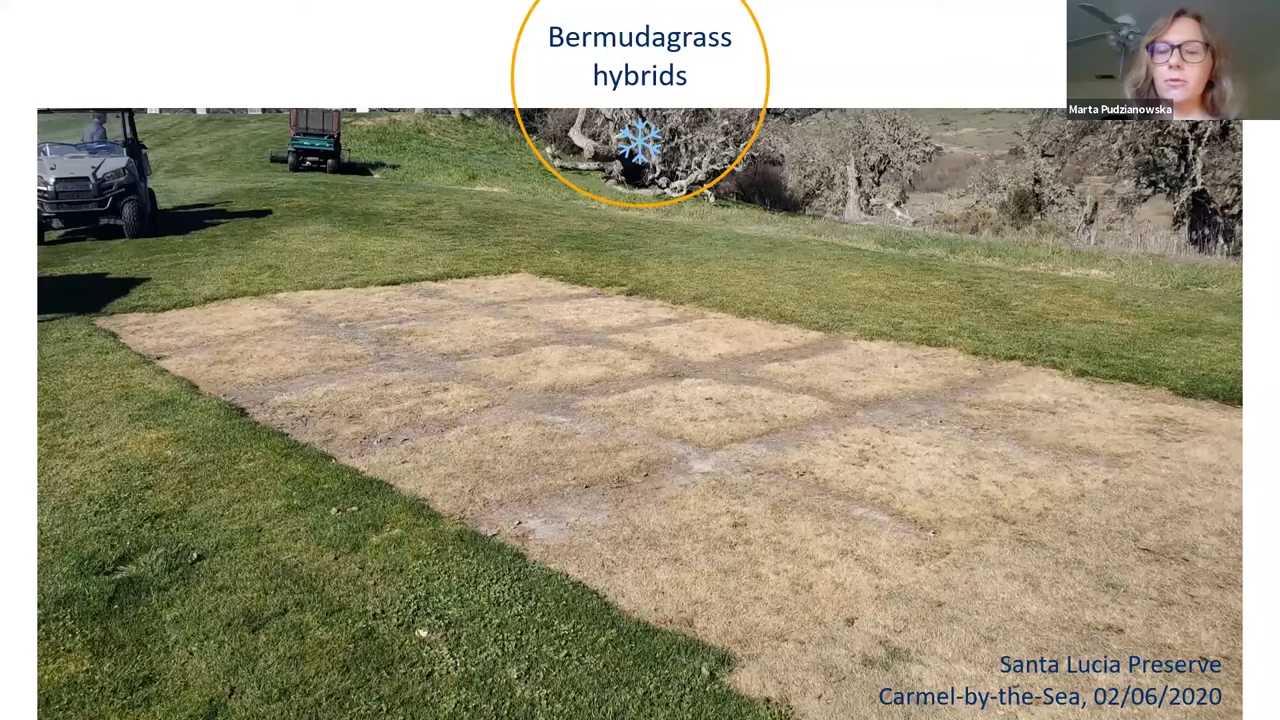 Bermudagrass
hybrids
Marta Pudzianowska
Santa Lucia Preserve
Carmel-by-the-Sea, 02/06/2020